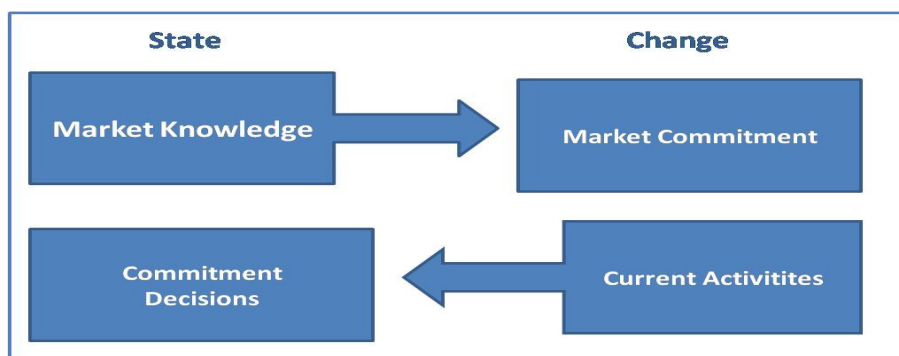 State
Change
Market Knowledge
Market Commitment
Commitment
Decisions
Current Activitites